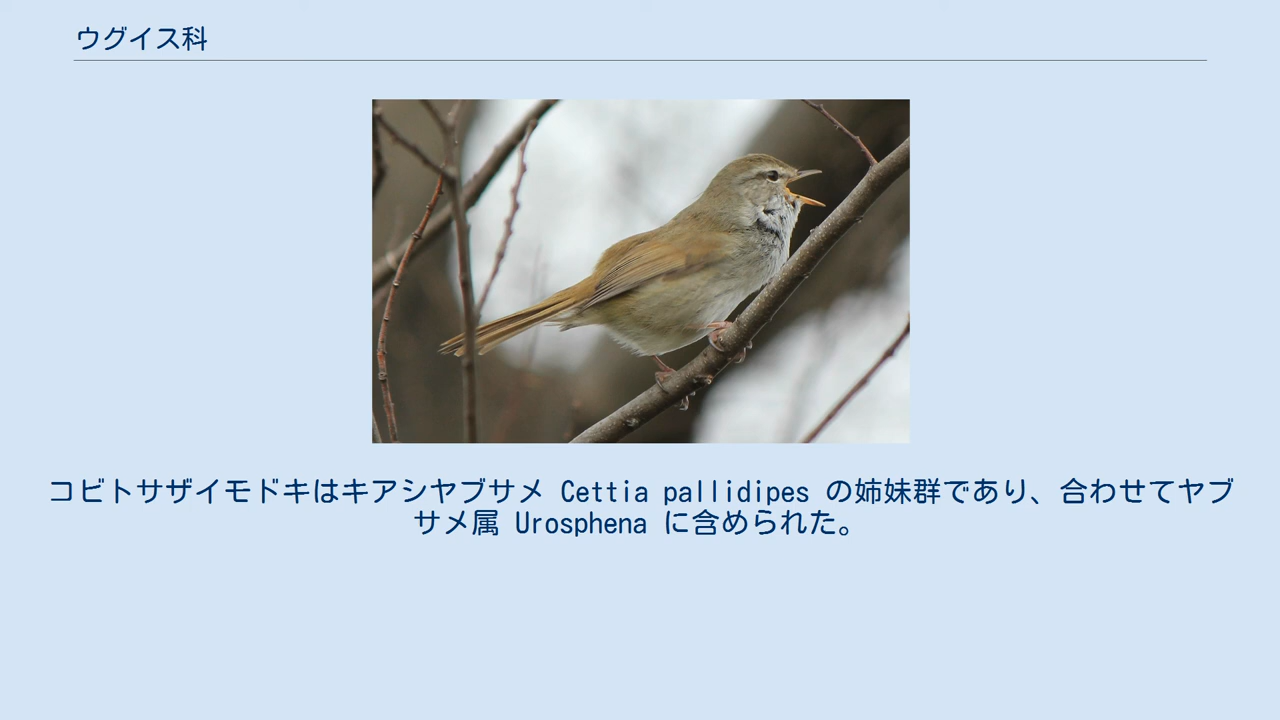 ウグイス科
コビトサザイモドキはキアシヤブサメ Cettia pallidipes の姉妹群であり、合わせてヤブ
サメ属 Urosphena に含められた。